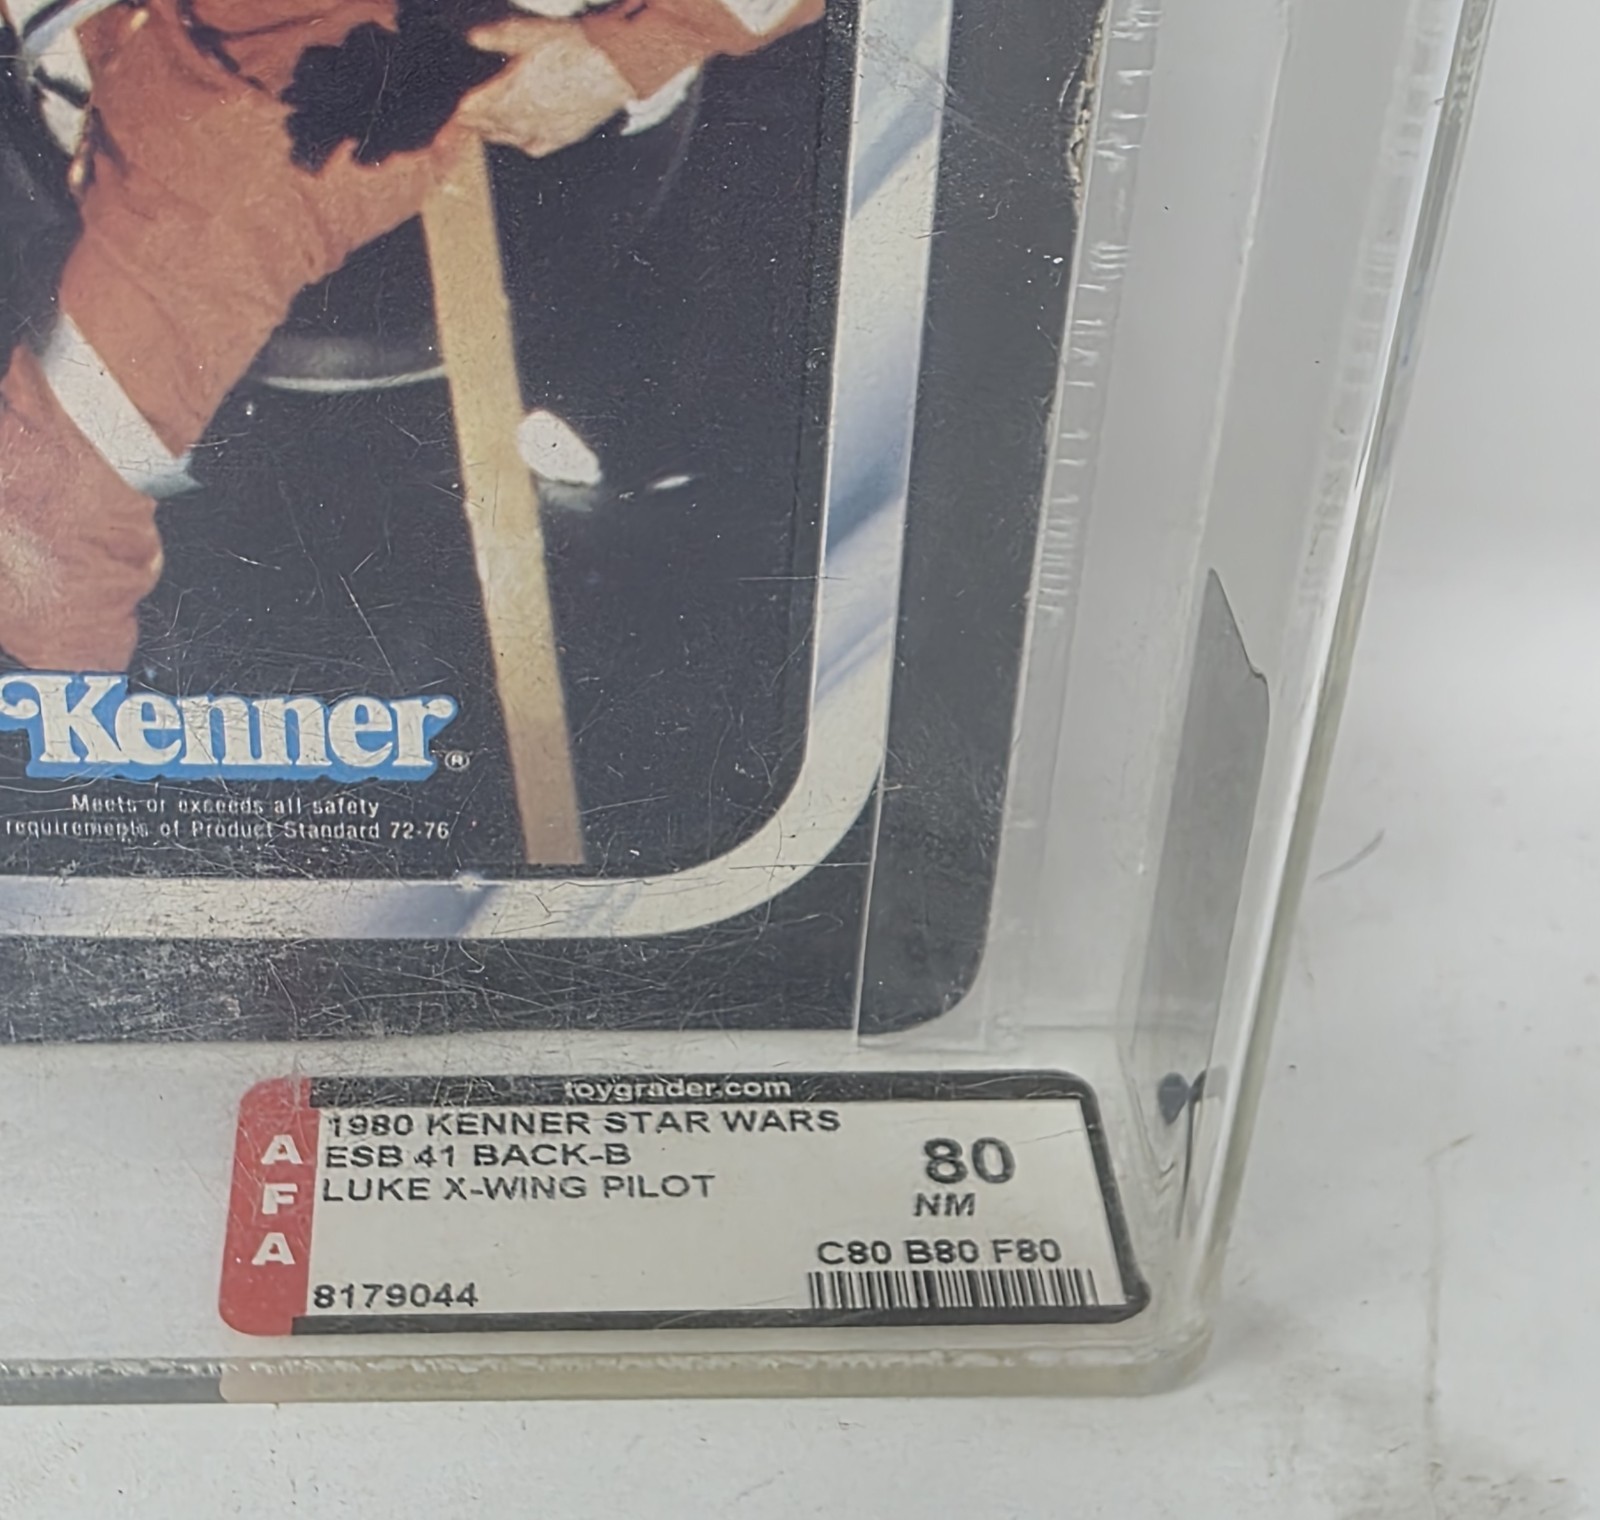 Kenner®
Meets or exceeds all safety
requirements of Product Standard 72-76
toygrader.com
AFA
1980 KENNER STAR WARS
ESB 41 BACK-B
LUKE X-WING PILOT
80
NM
C80 B80 F80
8179044